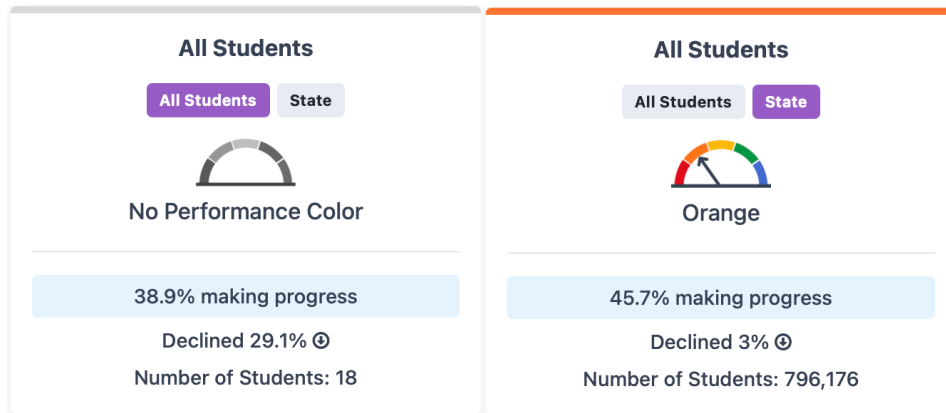 All Students
All Students State
No Performance Color
38.9% making progress
Declined 29.1%
Number of Students: 18
All Students
All Students State
Orange
45.7% making progress
Declined 3%
Number of Students: 796,176